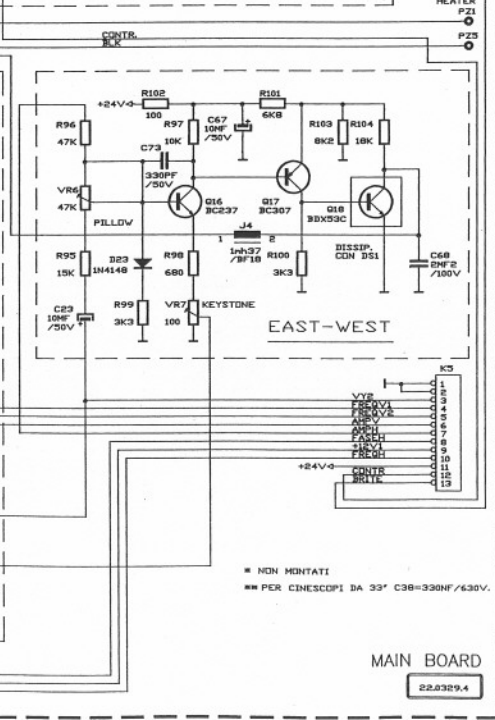 HEATER
PZ1
CONTR.
BLK
PZ5
+24V
R102
100
R101
6K8
R96
47K
R97
10K
C67
10MF
/50V
R103
8K2
R104
18K
C73
330PF
/50V
VR6
47K
Q16
BC237
Q17
BC307
Q18
BDX53C
PILLOW
J4
1 2
1mh37
/BF18
R95
15K
D23
1N4148
R98
680
R100
3K3
DISSIP.
CON DS1
C68
2NF2
/100V
C23
10MF
/50V
R99
3K3
VR7
100
KEYSTONE
EAST-WEST
K5
1
2
VY2 3
FREQV1 4
FREQV2 5
AMPV 6
AMPH 7
FASEH 8
+12V1 9
FREQH 10
+24V 11
CONTR 12
BRITE 13
* NON MONTATI
** PER CINESCOPI DA 33" C38=330NF/630V.
MAIN BOARD
22.0329.4